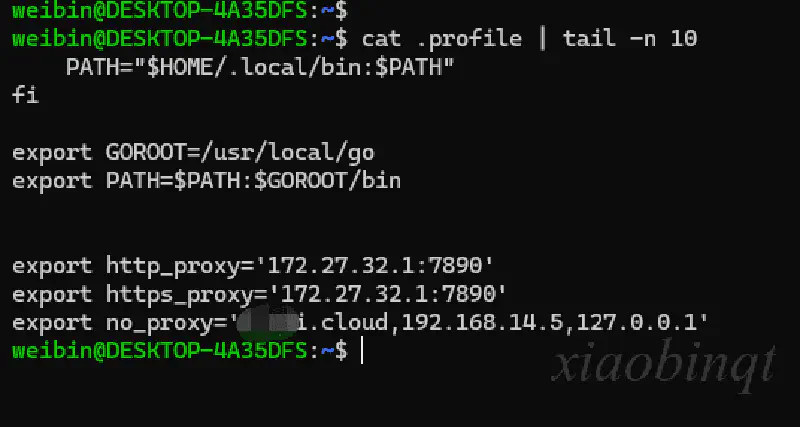 weibin@DESKTOP-4A35DFS:~$
weibin@DESKTOP-4A35DFS:~$ cat .profile | tail -n 10
    PATH="$HOME/.local/bin:$PATH"
fi

export GOROOT=/usr/local/go
export PATH=$PATH:$GOROOT/bin


export http_proxy='172.27.32.1:7890'
export https_proxy='172.27.32.1:7890'
export no_proxy='i.cloud,192.168.14.5,127.0.0.1'
weibin@DESKTOP-4A35DFS:~$
xiaobinqt